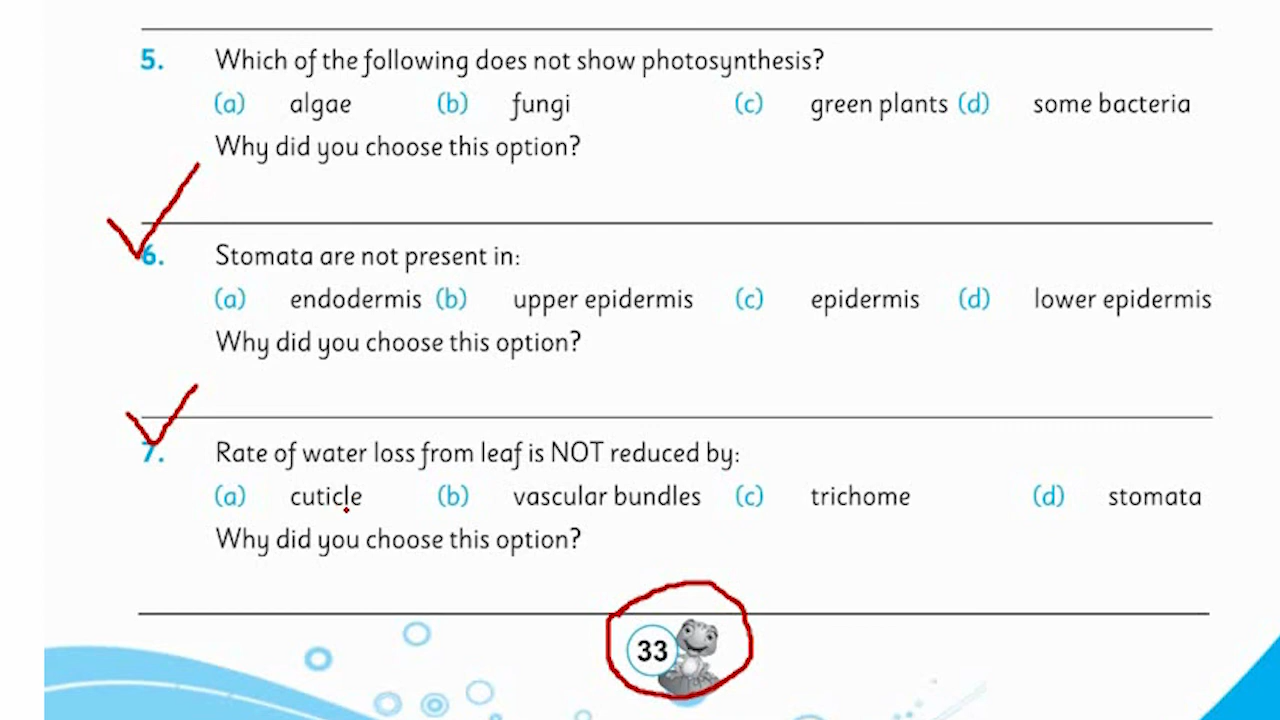 5. Which of the following does not show photosynthesis?
(a) algae (b) fungi (c) green plants (d) some bacteria
Why did you choose this option?
6. Stomata are not present in:
(a) endodermis (b) upper epidermis (c) epidermis (d) lower epidermis
Why did you choose this option?
7. Rate of water loss from leaf is NOT reduced by:
(a) cuticle (b) vascular bundles (c) trichome (d) stomata
Why did you choose this option?
33